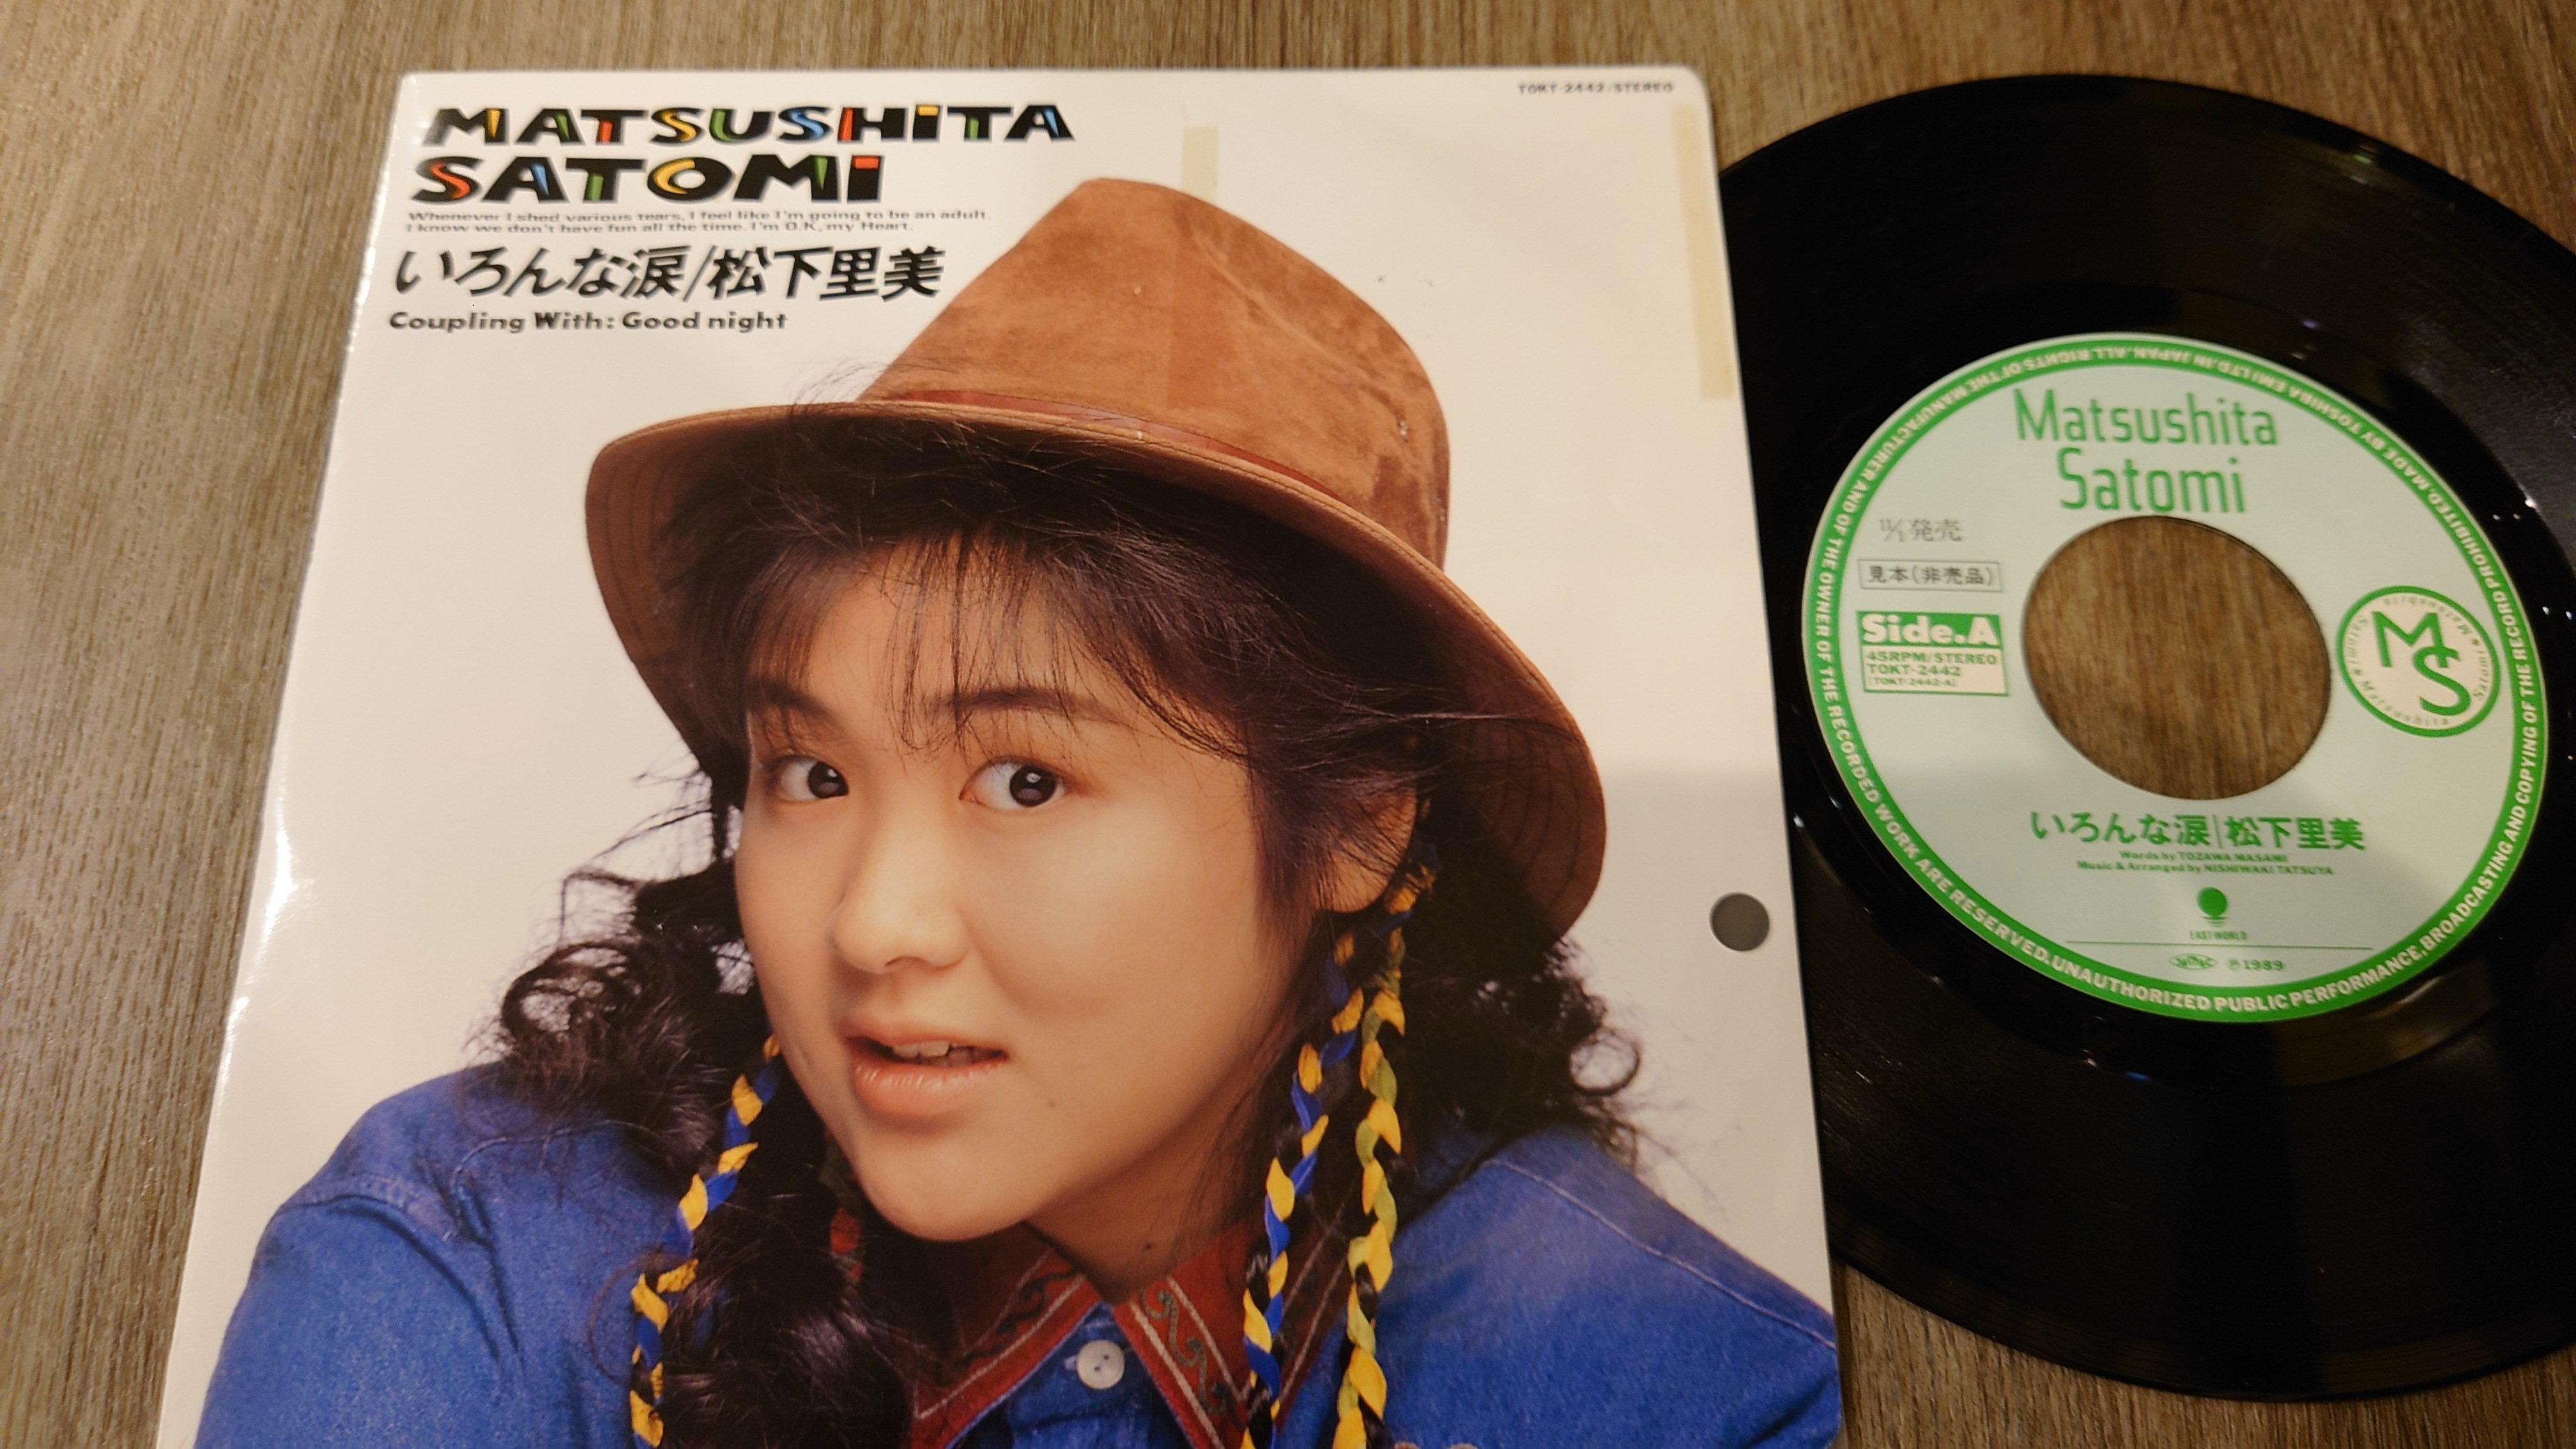 TOKT-2442/STEREO
MATSUSHiTA
SATOMi
Whenever I shed various tears, I feel like I'm going to be an adult.
I know we don't have fun all the time. I'm O.K, my Heart.
いろんな涙/松下里美
Coupling With: Good night
Matsushita
Satomi
11/1発売
見本(非売品)
Side.A
45RPM/STEREO
TOKT-2442
(TOKT-2442-A)
MS
Matsushita Satomi ★ Matsushita Satomi ★
いろんな涙|松下里美
Words by TOZAWA MASAMI
Music & Arranged by NISHIWAKI TATSUYA
EASTWORLD
℗1989
ALL RIGHTS OF THE MANUFACTURER AND OF THE OWNER OF THE RECORDED WORK ARE RESERVED. UNAUTHORIZED PUBLIC PERFORMANCE, BROADCASTING AND COPYING OF THE RECORD PROHIBITED. MADE BY TOSHIBA EMI LTD. IN JAPAN.